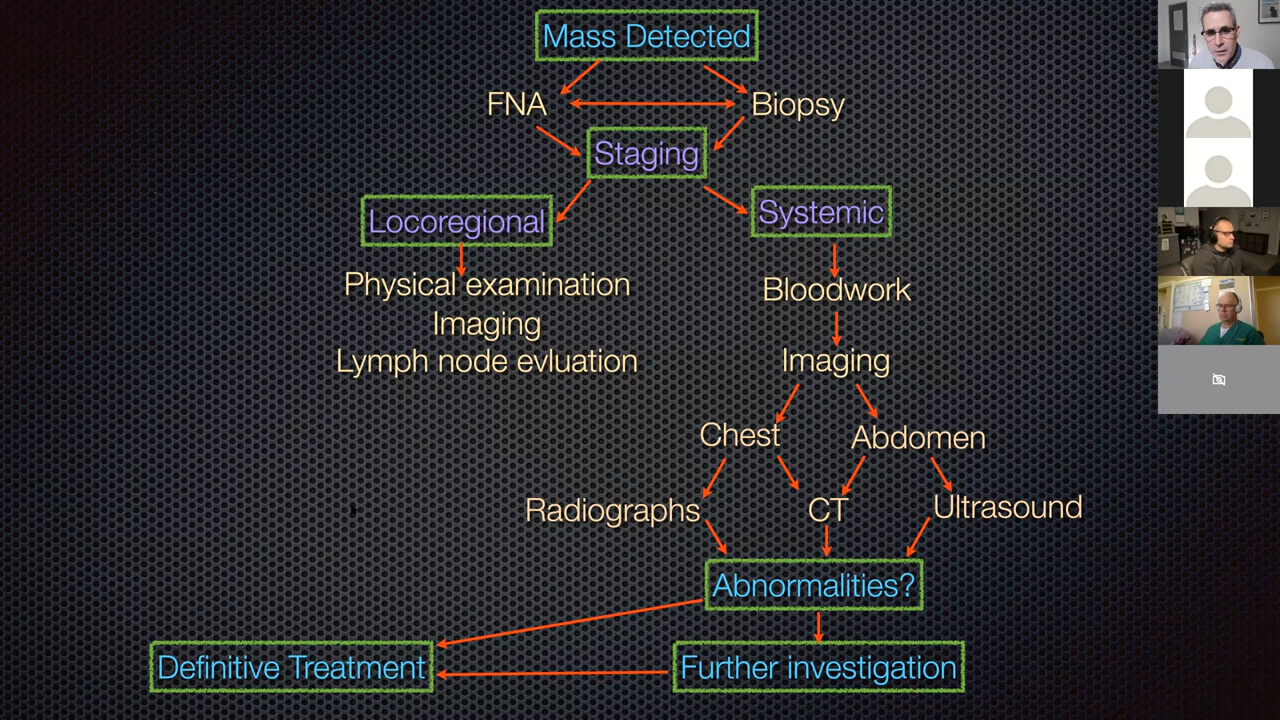 Mass Detected
FNA
Biopsy
Staging
Locoregional
Systemic
Physical examination
Imaging
Lymph node evluation
Bloodwork
Imaging
Chest
Abdomen
Radiographs
CT
Ultrasound
Abnormalities?
Definitive Treatment
Further investigation